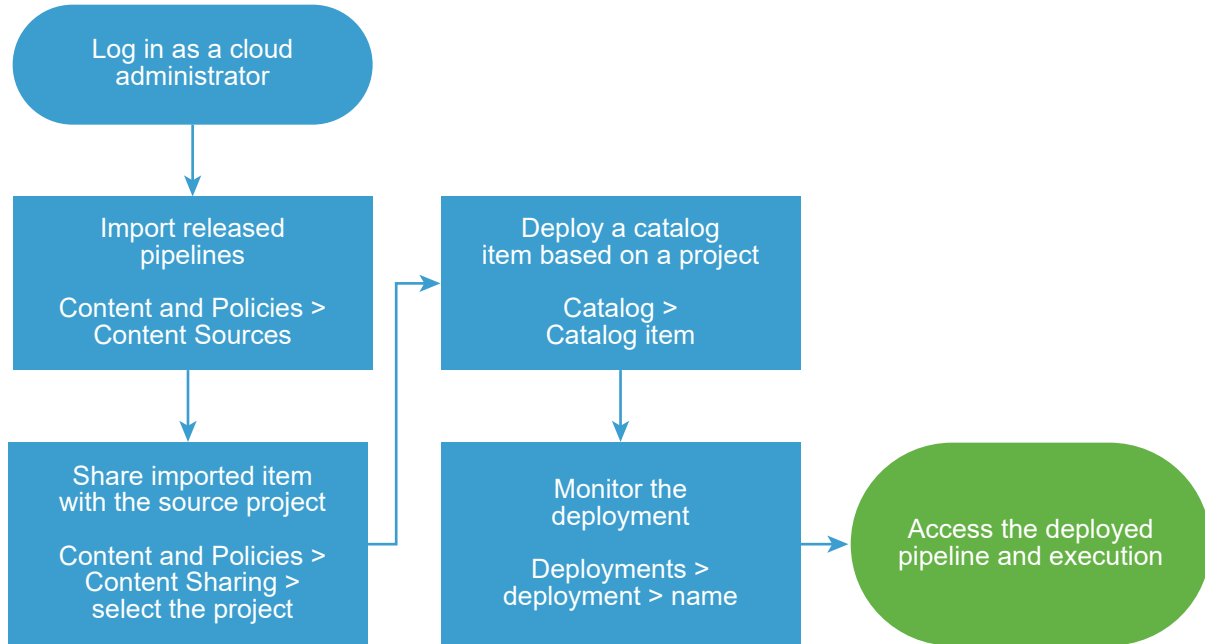 Log in as a cloud
administrator
Import released
pipelines
Content and Policies >
Content Sources
Share imported item
with the source project
Content and Policies >
Content Sharing >
select the project
Deploy a catalog
item based on a project
Catalog >
Catalog item
Monitor the
deployment
Deployments >
deployment > name
Access the deployed
pipeline and execution